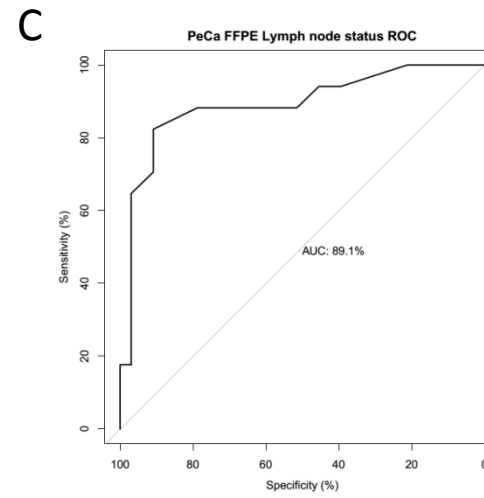 C
PeCa FFPE Lymph node status ROC
100
80
60
40
20
0
Sensitivity (%)
AUC: 89.1%
100 80 60 40 20 0
Specificity (%)